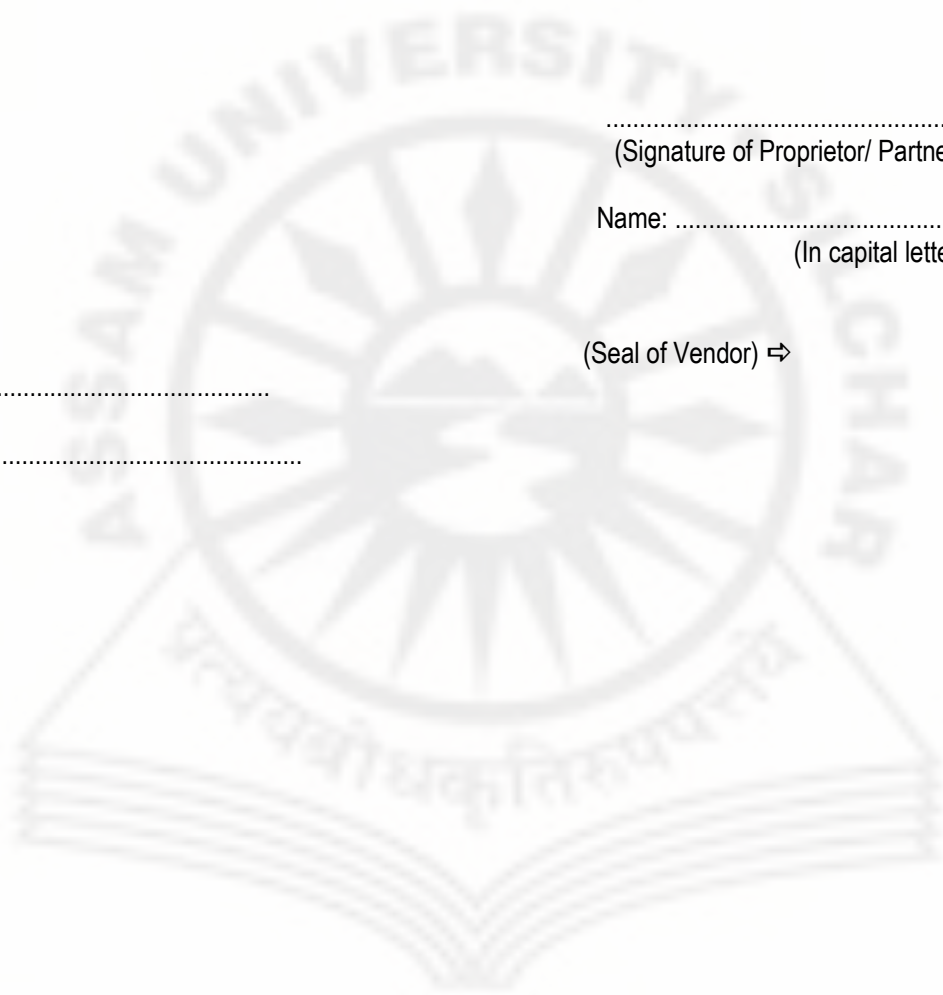 ASSAM UNIVERSITY SILCHAR
..................................................
(Signature of Proprietor/ Partne
Name: ........................................
(In capital lette
(Seal of Vendor) ⇨
.........................................
.............................................